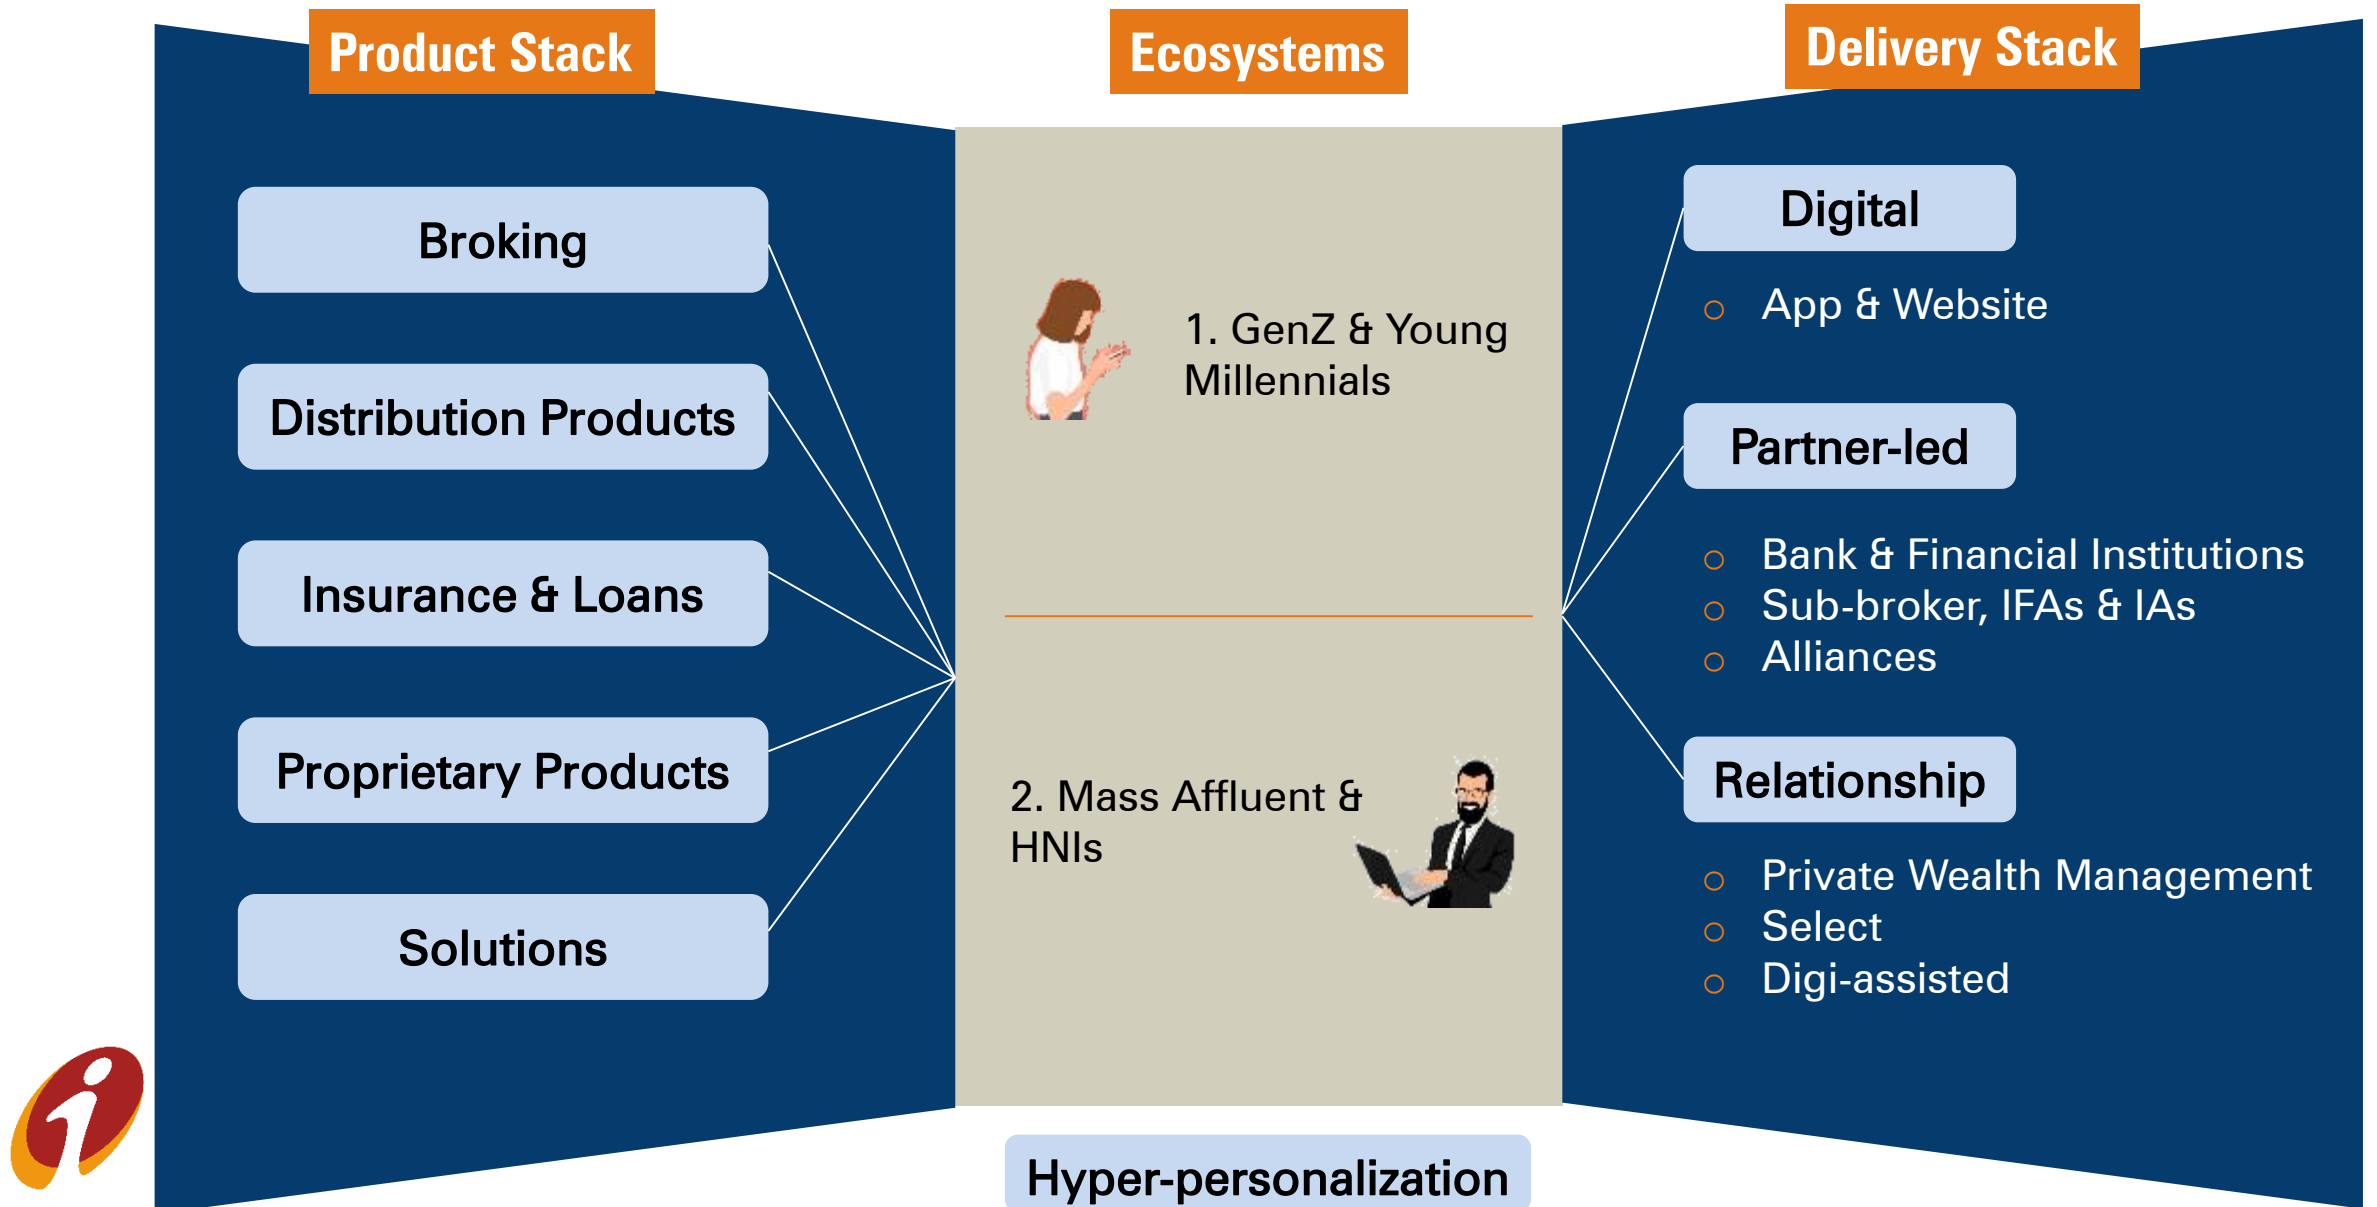 Product Stack
Broking
Distribution Products
Insurance & Loans
Proprietary Products
Solutions
Ecosystems
1. GenZ & Young
Millennials
2. Mass Affluent &
HNIs
Hyper-personalization
Delivery Stack
Digital
o App & Website
Partner-led
o Bank & Financial Institutions
o Sub-broker, IFAs & IAs
o Alliances
Relationship
o Private Wealth Management
o Select
o Digi-assisted